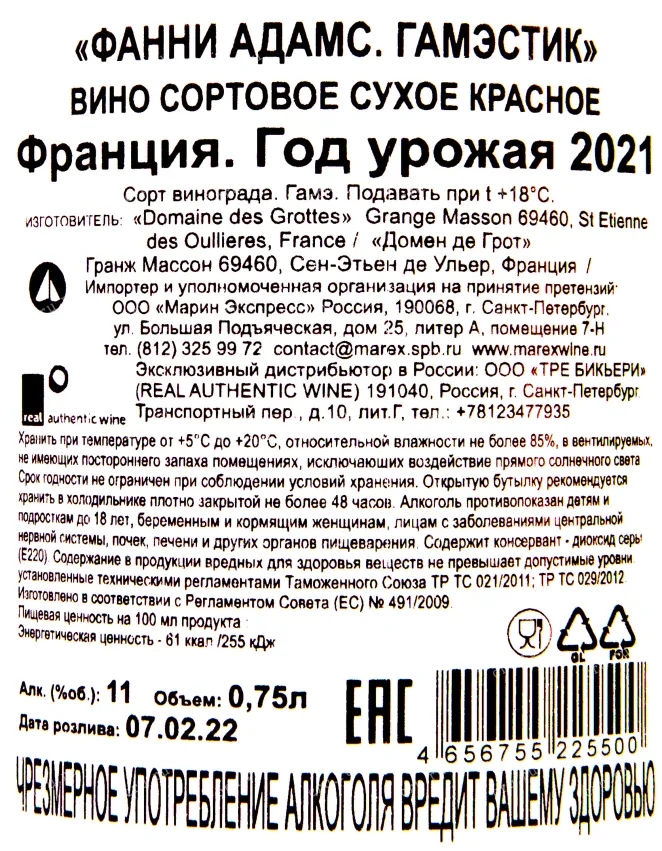 «ФАННИ АДАМС. ГАМЭСТИК»
ВИНО СОРТОВОЕ СУХОЕ КРАСНОЕ
Франция. Год урожая 2021
Сорт винограда. Гамэ. Подавать при t +18°С.
ИЗГОТОВИТЕЛЬ: «Domaine des Grottes» Grange Masson 69460, St Etienne
des Oullieres, France / «Домен де Грот»
Гранж Массон 69460, Сен-Этьен де Ульер, Франция /
Импортер и уполномоченная организация на принятие претензий:
ООО «Марин Экспресс» Россия, 190068, г. Санкт-Петербург,
ул. Большая Подъяческая, дом 25, литер А, помещение 7-Н
тел. (812) 325 99 72 contact@marex.spb.ru www.marexwine.ru
Эксклюзивный дистрибьютор в России: ООО «ТРЕ БИКЬЕРИ»
(REAL AUTHENTIC WINE) 191040, Россия, г. Санкт-Петербург
real authentic wine Транспортный пер., д.10, лит.Г, тел.: +78123477935
Хранить при температуре от +5°С до +20°С, относительной влажности не более 85%, в вентилируемых,
не имеющих постороннего запаха помещениях, исключающих воздействие прямого солнечного света
Срок годности не ограничен при соблюдении условий хранения. Открытую бутылку рекомендуется
хранить в холодильнике плотно закрытой не более 48 часов. Алкоголь противопоказан детям и
подросткам до 18 лет, беременным и кормящим женщинам, лицам с заболеваниями центральной
нервной системы, почек, печени и других органов пищеварения. Содержит консервант - диоксид серы
(Е220). Содержание в продукции вредных для здоровья веществ не превышает допустимые уровни
установленные техническими регламентами Таможенного Союза ТР ТС 021/2011; ТР ТС 029/2012
Изготовлено в соответствии с Регламентом Совета (ЕС) № 491/2009.
Пищевая ценность на 100 мл продукта :
Энергетическая ценность - 61 ккал /255 кДж
GL FOR
Алк. (%об.): 11 Объем: 0,75л
EAC
Дата розлива: 07.02.22
4 656755 225500
ЧРЕЗМЕРНОЕ УПОТРЕБЛЕНИЕ АЛКОГОЛЯ ВРЕДИТ ВАШЕМУ ЗДОРОВЬЮ